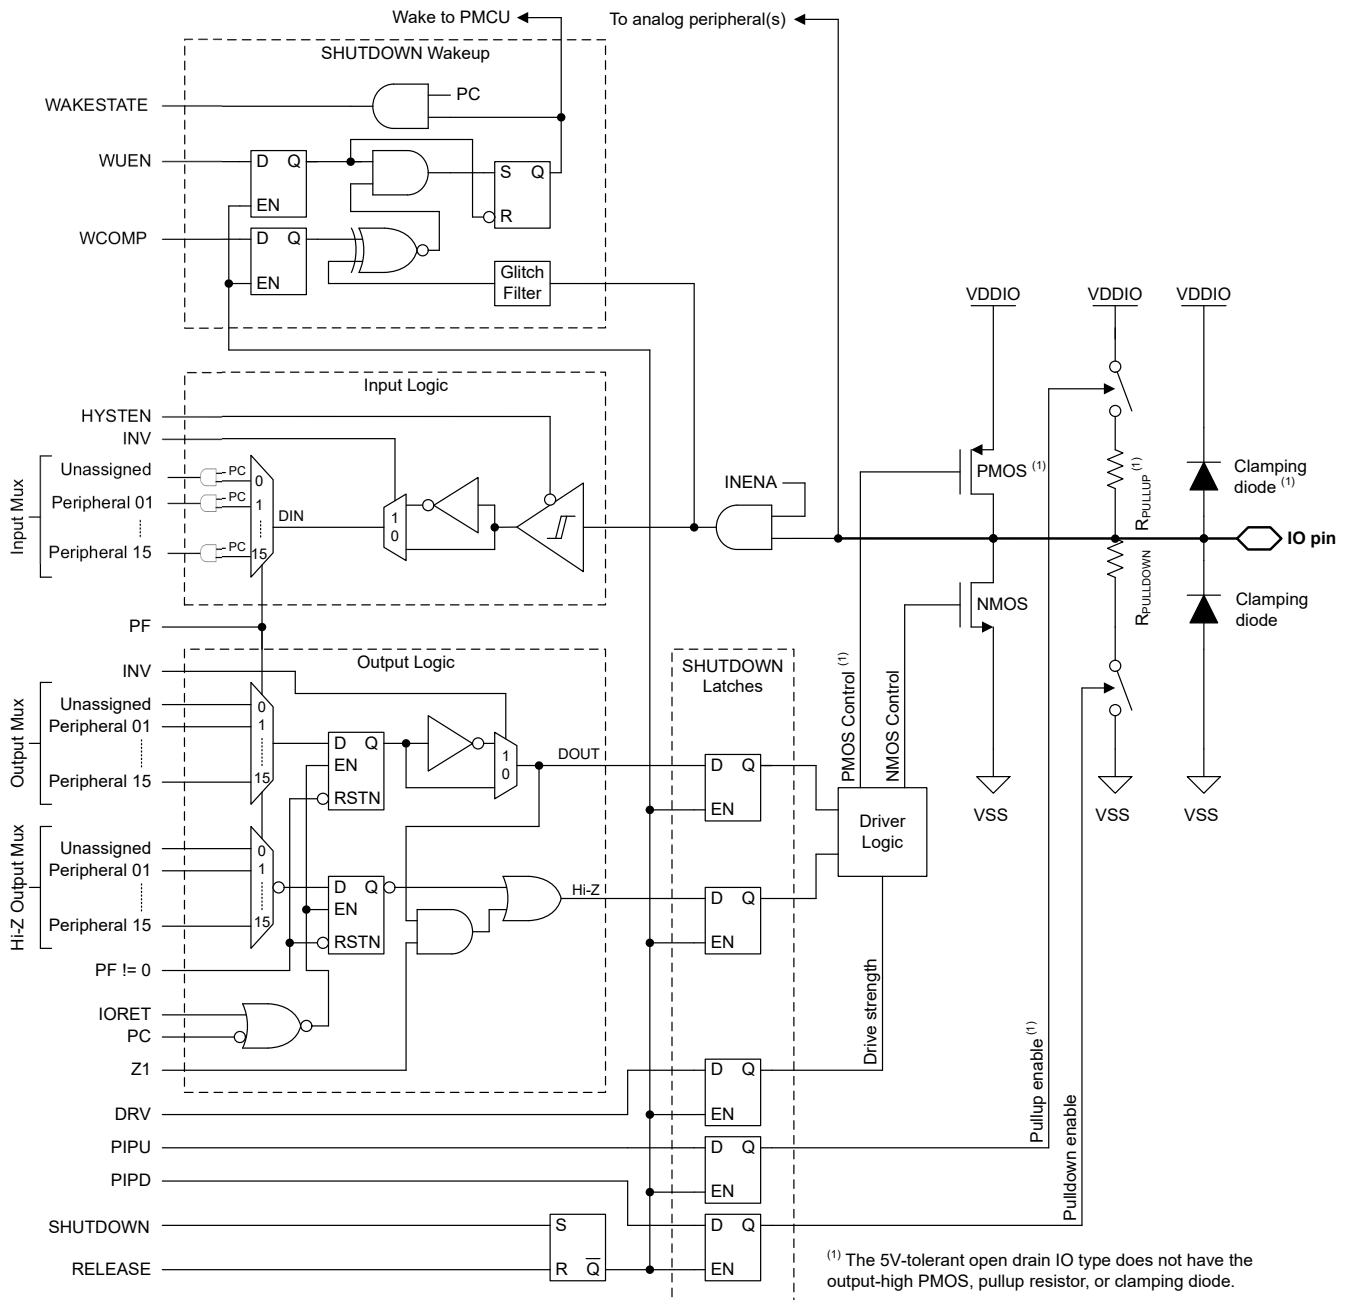 Wake to PMCU
To analog peripheral(s)
SHUTDOWN Wakeup
WAKESTATE
PC
WUEN
D Q
EN
S Q
R
WCOMP
D Q
EN
Glitch
Filter
VDDIO
VDDIO
VDDIO
Input Logic
HYSTEN
INV
Input Mux
Unassigned
PC
0
Peripheral 01
PC
1
Peripheral 15
PC
15
DIN
1
0
INENA
PMOS (1)
RPULLUP (1)
Clamping
diode (1)
IO pin
RPULLDOWN
NMOS
Clamping
diode
PF
Output Logic
INV
Output Mux
Unassigned
0
Peripheral 01
1
Peripheral 15
15
D Q
EN
RSTN
1
0
DOUT
Hi-Z Output Mux
Unassigned
0
Peripheral 01
1
Peripheral 15
15
D Q
EN
RSTN
Hi-Z
PF != 0
IORET
PC
Z1
SHUTDOWN
Latches
D Q
EN
D Q
EN
PMOS Control (1)
NMOS Control
Driver
Logic
VSS
VSS
VSS
Drive strength
Pullup enable (1)
Pulldown enable
DRV
D Q
EN
PIPU
D Q
EN
PIPD
D Q
EN
SHUTDOWN
S
RELEASE
R Q̅
(1) The 5V-tolerant open drain IO type does not have the
output-high PMOS, pullup resistor, or clamping diode.